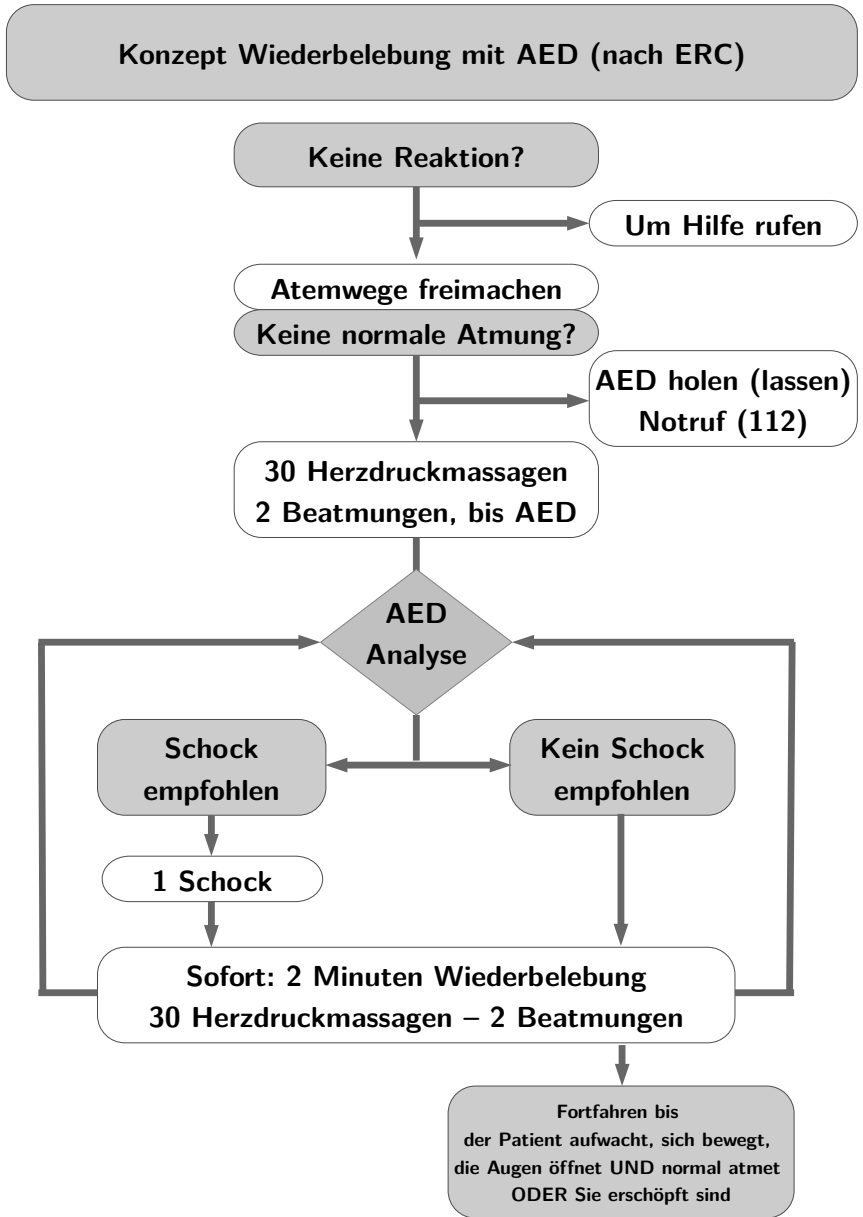 Konzept Wiederbelebung mit AED (nach ERC)
Keine Reaktion?
Um Hilfe rufen
Atemwege freimachen
Keine normale Atmung?
AED holen (lassen)
Notruf (112)
30 Herzdruckmassagen
2 Beatmungen, bis AED
AED
Analyse
Schock
empfohlen
Kein Schock
empfohlen
1 Schock
Sofort: 2 Minuten Wiederbelebung
30 Herzdruckmassagen – 2 Beatmungen
Fortfahren bis
der Patient aufwacht, sich bewegt,
die Augen öffnet UND normal atmet
ODER Sie erschöpft sind